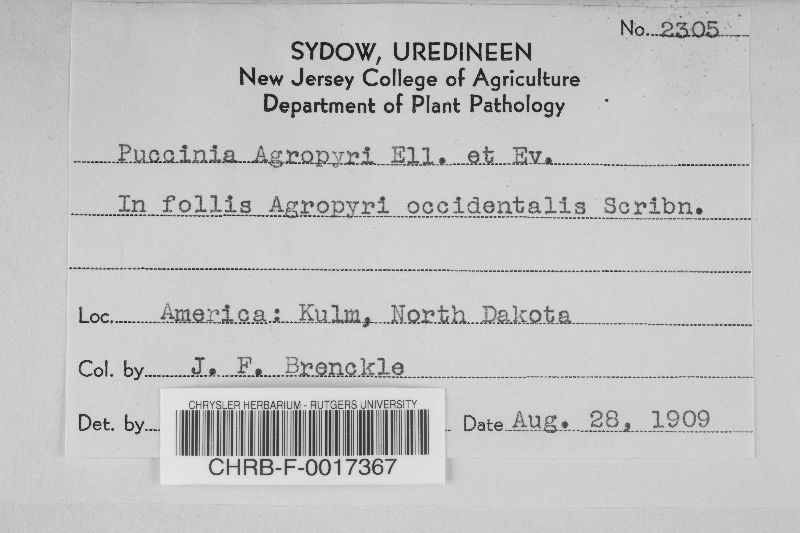 No. 2305
SYDOW, UREDINEEN
New Jersey College of Agriculture
Department of Plant Pathology
Puccinia Agropyri Ell. et Ev.
In follis Agropyri occidentalis Scribn.
Loc. America: Kulm, North Dakota
Col. by J. F. Brenckle
Det. by Date Aug. 28, 1909
CHRYSLER HERBARIUM - RUTGERS UNIVERSITY
CHRB-F-0017367